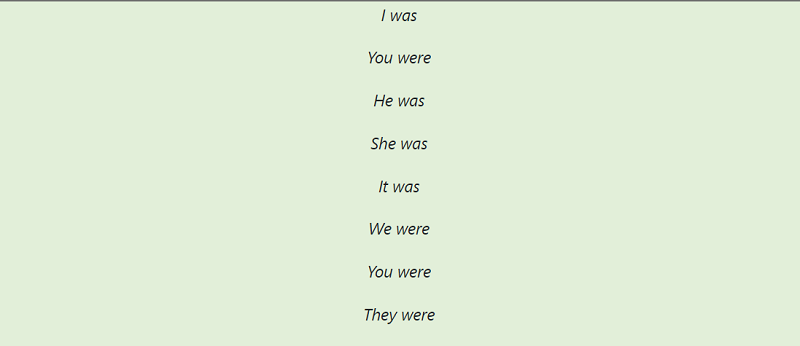 I was
You were
He was
She was
It was
We were
You were
They were